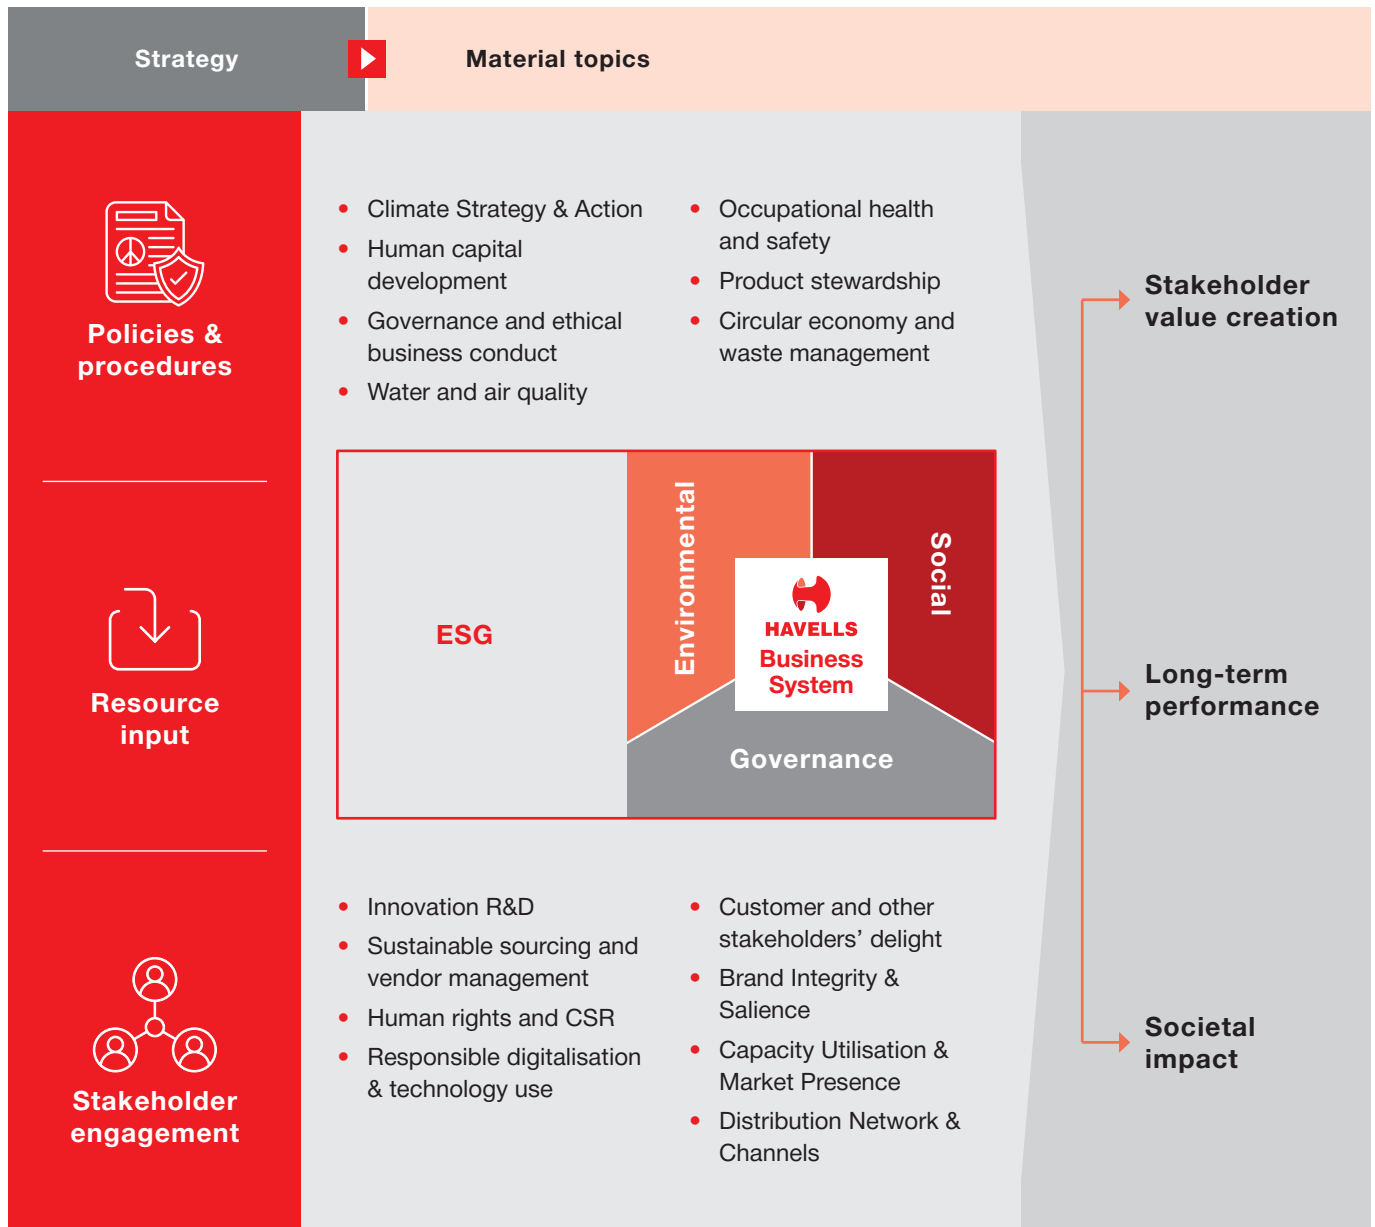 Strategy
Material topics
Policies &
procedures
Resource
input
Stakeholder
engagement
• Climate Strategy & Action
• Human capital
development
• Governance and ethical
business conduct
• Water and air quality
• Occupational health
and safety
• Product stewardship
• Circular economy and
waste management
ESG
Environmental
Social
HAVELLS
Business
System
Governance
• Innovation R&D
• Sustainable sourcing and
vendor management
• Human rights and CSR
• Responsible digitalisation
& technology use
• Customer and other
stakeholders’ delight
• Brand Integrity &
Salience
• Capacity Utilisation &
Market Presence
• Distribution Network &
Channels
Stakeholder
value creation
Long-term
performance
Societal
impact